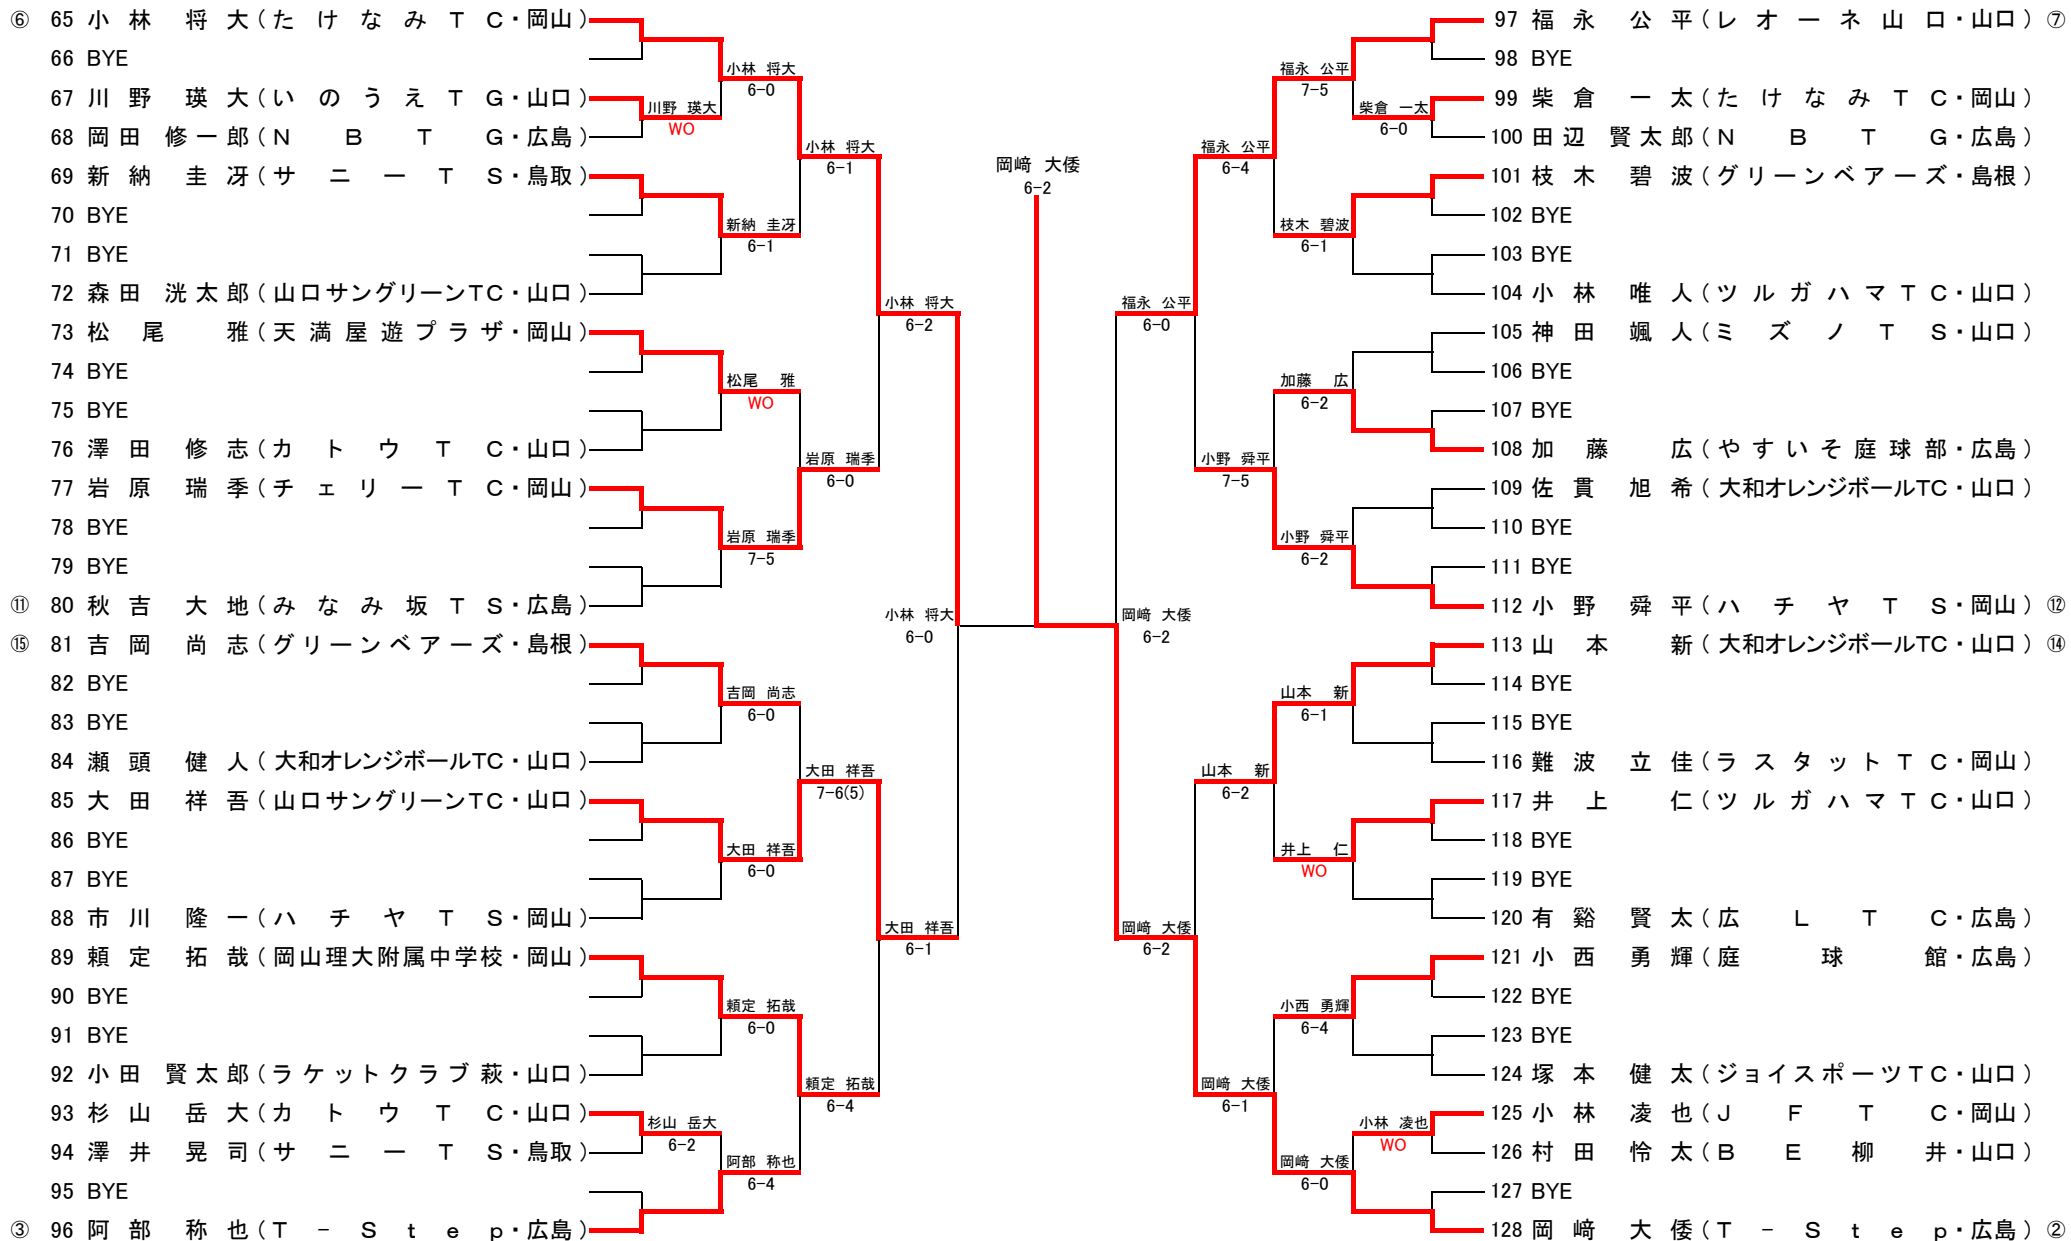 ⑥ 65 小林 将大 (たけなみTC・岡山)
66 BYE
小林 将大
6-0
67 川野 瑛大 (いのうえTG・山口)
川野 瑛大
WO
68 岡田 修一郎 (NBTG・広島)
小林 将大
6-1
69 新納 圭冴 (サニーTS・鳥取)
70 BYE
新納 圭冴
6-1
71 BYE
72 森田 洸太郎 (山口サングリーンTC・山口)
小林 将大
6-2
73 松尾 雅 (天満屋遊プラザ・岡山)
74 BYE
松尾 雅
WO
75 BYE
76 澤田 修志 (カトウTC・山口)
岩原 瑞季
6-0
77 岩原 瑞季 (チェリーTC・岡山)
78 BYE
岩原 瑞季
7-5
79 BYE
⑪ 80 秋吉 大地 (みなみ坂TS・広島)
小林 将大
6-0
⑮ 81 吉岡 尚志 (グリーンベアーズ・島根)
82 BYE
吉岡 尚志
6-0
83 BYE
84 瀬頭 健人 (大和オレンジボールTC・山口)
大田 祥吾
7-6(5)
85 大田 祥吾 (山口サングリーンTC・山口)
86 BYE
大田 祥吾
6-0
87 BYE
88 市川 隆一 (ハチヤTS・岡山)
大田 祥吾
6-1
89 頼定 拓哉 (岡山理大附属中学校・岡山)
90 BYE
頼定 拓哉
6-0
91 BYE
92 小田 賢太郎 (ラケットクラブ萩・山口)
頼定 拓哉
6-4
93 杉山 岳大 (カトウTC・山口)
杉山 岳大
6-2
94 澤井 晃司 (サニーTS・鳥取)
阿部 称也
6-4
95 BYE
③ 96 阿部 称也 (T-Step・広島)
岡﨑 大倭
6-2
97 福永 公平 (レオーネ山口・山口) ⑦
98 BYE
福永 公平
7-5
99 柴倉 一太 (たけなみTC・岡山)
柴倉 一太
6-0
100 田辺 賢太郎 (NBTG・広島)
福永 公平
6-4
101 枝木 碧波 (グリーンベアーズ・島根)
102 BYE
枝木 碧波
6-1
103 BYE
104 小林 唯人 (ツルガハマTC・山口)
福永 公平
6-0
105 神田 颯人 (ミズノTS・山口)
106 BYE
加藤 広
6-2
107 BYE
108 加藤 広 (やすいそ庭球部・広島)
小野 舜平
7-5
109 佐貫 旭希 (大和オレンジボールTC・山口)
110 BYE
小野 舜平
6-2
111 BYE
112 小野 舜平 (ハチヤTS・岡山) ⑫
岡﨑 大倭
6-2
113 山本 新 (大和オレンジボールTC・山口) ⑭
114 BYE
山本 新
6-1
115 BYE
116 難波 立佳 (ラスタットTC・岡山)
山本 新
6-2
117 井上 仁 (ツルガハマTC・山口)
118 BYE
井上 仁
WO
119 BYE
120 有谿 賢太 (広LTC・広島)
岡﨑 大倭
6-2
121 小西 勇輝 (庭球館・広島)
122 BYE
小西 勇輝
6-4
123 BYE
124 塚本 健太 (ジョイスポーツTC・山口)
岡﨑 大倭
6-1
125 小林 凌也 (JFTC・岡山)
小林 凌也
WO
126 村田 怜太 (BE柳井・山口)
岡﨑 大倭
6-0
127 BYE
128 岡﨑 大倭 (T-Step・広島) ②